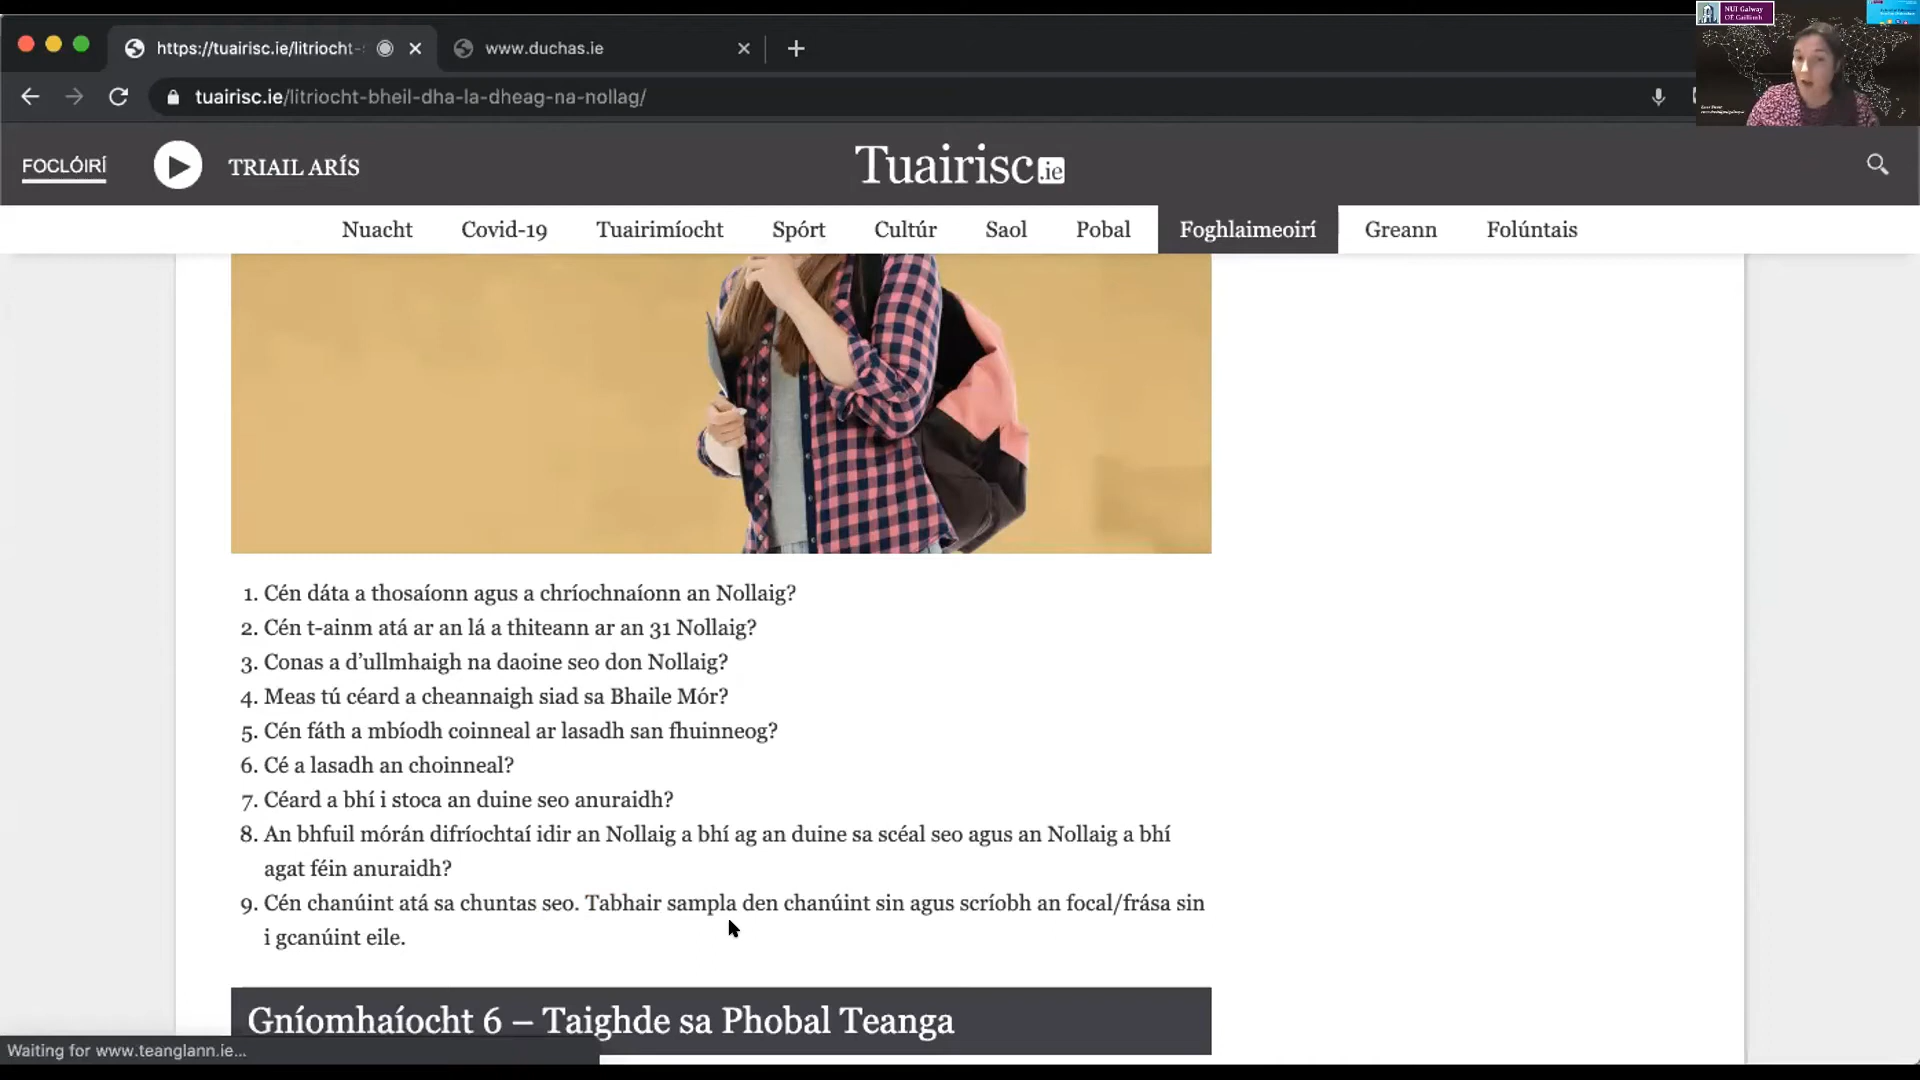 NUI Galway
OÉ Gaillimh
https://tuairisc.ie/litriocht-
www.duchas.ie
tuairisc.ie/litriocht-bheil-dha-la-dheag-na-nollag/
FOCLÓIRÍ
TRIAIL ARÍS
Tuairisc.ie
Nuacht
Covid-19
Tuairimíocht
Spórt
Cultúr
Saol
Pobal
Foghlaimeoirí
Greann
Folúntais
1. Cén dáta a thosaíonn agus a chríochnaíonn an Nollaig?
2. Cén t-ainm atá ar an lá a thiteann ar an 31 Nollaig?
3. Conas a d’ullmhaigh na daoine seo don Nollaig?
4. Meas tú céard a cheannaigh siad sa Bhaile Mór?
5. Cén fáth a mbíodh coinneal ar lasadh san fhuinneog?
6. Cé a lasadh an choinneal?
7. Céard a bhí i stoca an duine seo anuraidh?
8. An bhfuil mórán difríochtaí idir an Nollaig a bhí ag an duine sa scéal seo agus an Nollaig a bhí
agat féin anuraidh?
9. Cén chanúint atá sa chuntas seo. Tabhair sampla den chanúint sin agus scríobh an focal/frása sin
i gcanúint eile.
Gníomhaíocht 6 – Taighde sa Phobal Teanga
Waiting for www.teanglann.ie...